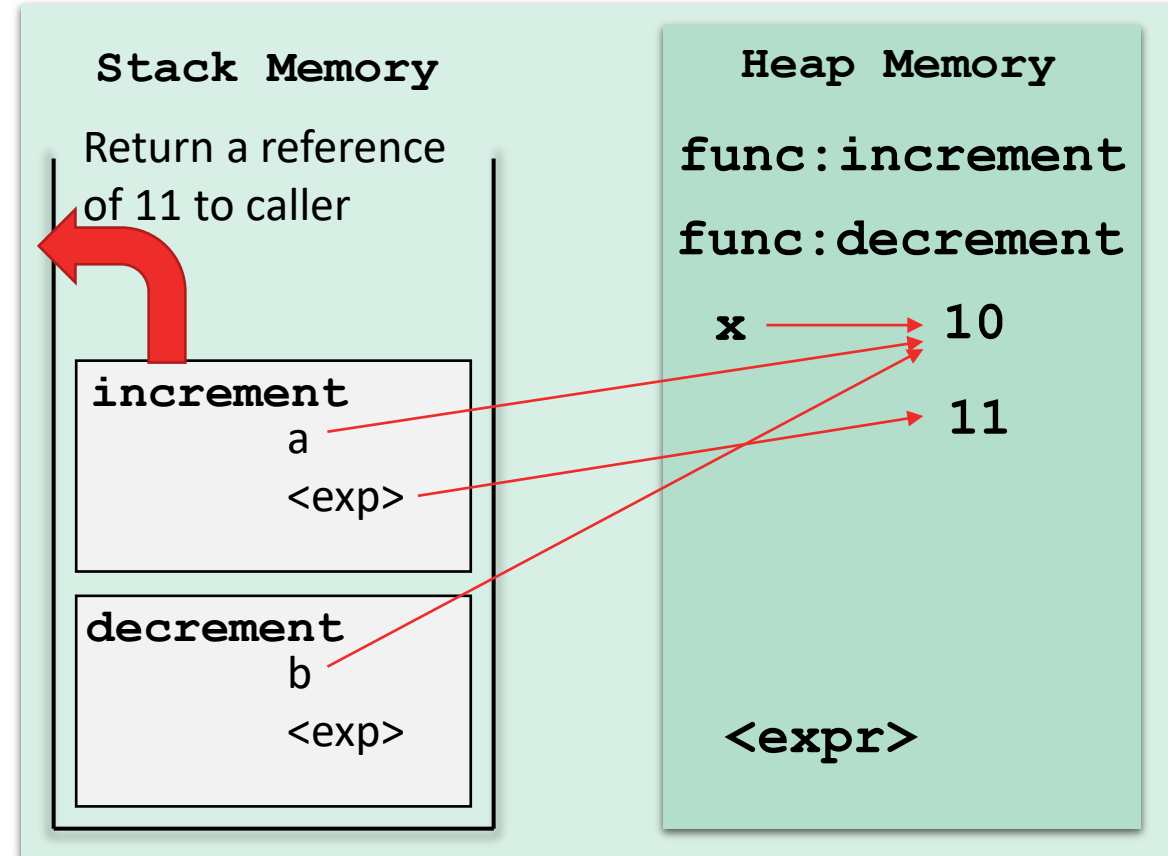 Stack Memory
Return a reference
of 11 to caller
increment
a
<exp>
decrement
b
<exp>
Heap Memory
func:increment
func:decrement
x 10
11
<expr>